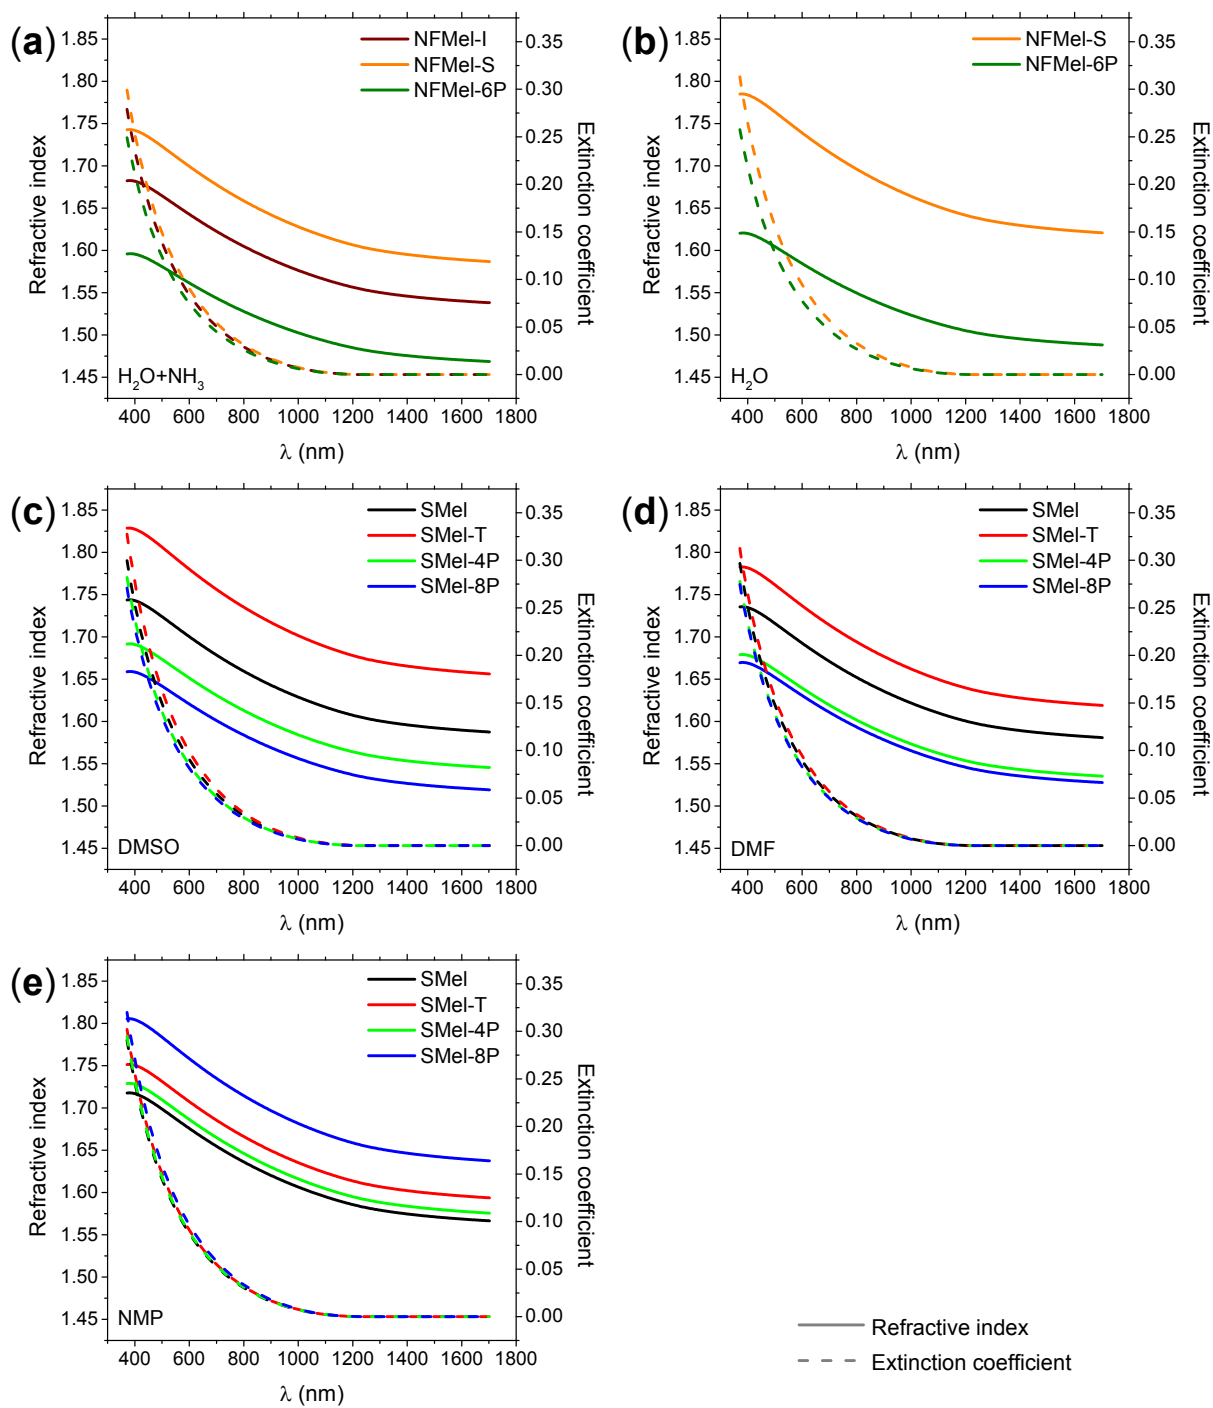 (a)
NFMel-I
NFMel-S
NFMel-6P
1.85
1.80
1.75
1.70
1.65
1.60
1.55
1.50
1.45
Refractive index
0.35
0.30
0.25
0.20
0.15
0.10
0.05
0.00
Extinction coefficient
H₂O+NH₃
400 600 800 1000 1200 1400 1600 1800
λ (nm)
(b)
NFMel-S
NFMel-6P
1.85
1.80
1.75
1.70
1.65
1.60
1.55
1.50
1.45
Refractive index
0.35
0.30
0.25
0.20
0.15
0.10
0.05
0.00
Extinction coefficient
H₂O
400 600 800 1000 1200 1400 1600 1800
λ (nm)
(c)
SMel
SMel-T
SMel-4P
SMel-8P
1.85
1.80
1.75
1.70
1.65
1.60
1.55
1.50
1.45
Refractive index
0.35
0.30
0.25
0.20
0.15
0.10
0.05
0.00
Extinction coefficient
DMSO
400 600 800 1000 1200 1400 1600 1800
λ (nm)
(d)
SMel
SMel-T
SMel-4P
SMel-8P
1.85
1.80
1.75
1.70
1.65
1.60
1.55
1.50
1.45
Refractive index
0.35
0.30
0.25
0.20
0.15
0.10
0.05
0.00
Extinction coefficient
DMF
400 600 800 1000 1200 1400 1600 1800
λ (nm)
(e)
SMel
SMel-T
SMel-4P
SMel-8P
1.85
1.80
1.75
1.70
1.65
1.60
1.55
1.50
1.45
Refractive index
0.35
0.30
0.25
0.20
0.15
0.10
0.05
0.00
Extinction coefficient
NMP
400 600 800 1000 1200 1400 1600 1800
λ (nm)
Refractive index
Extinction coefficient